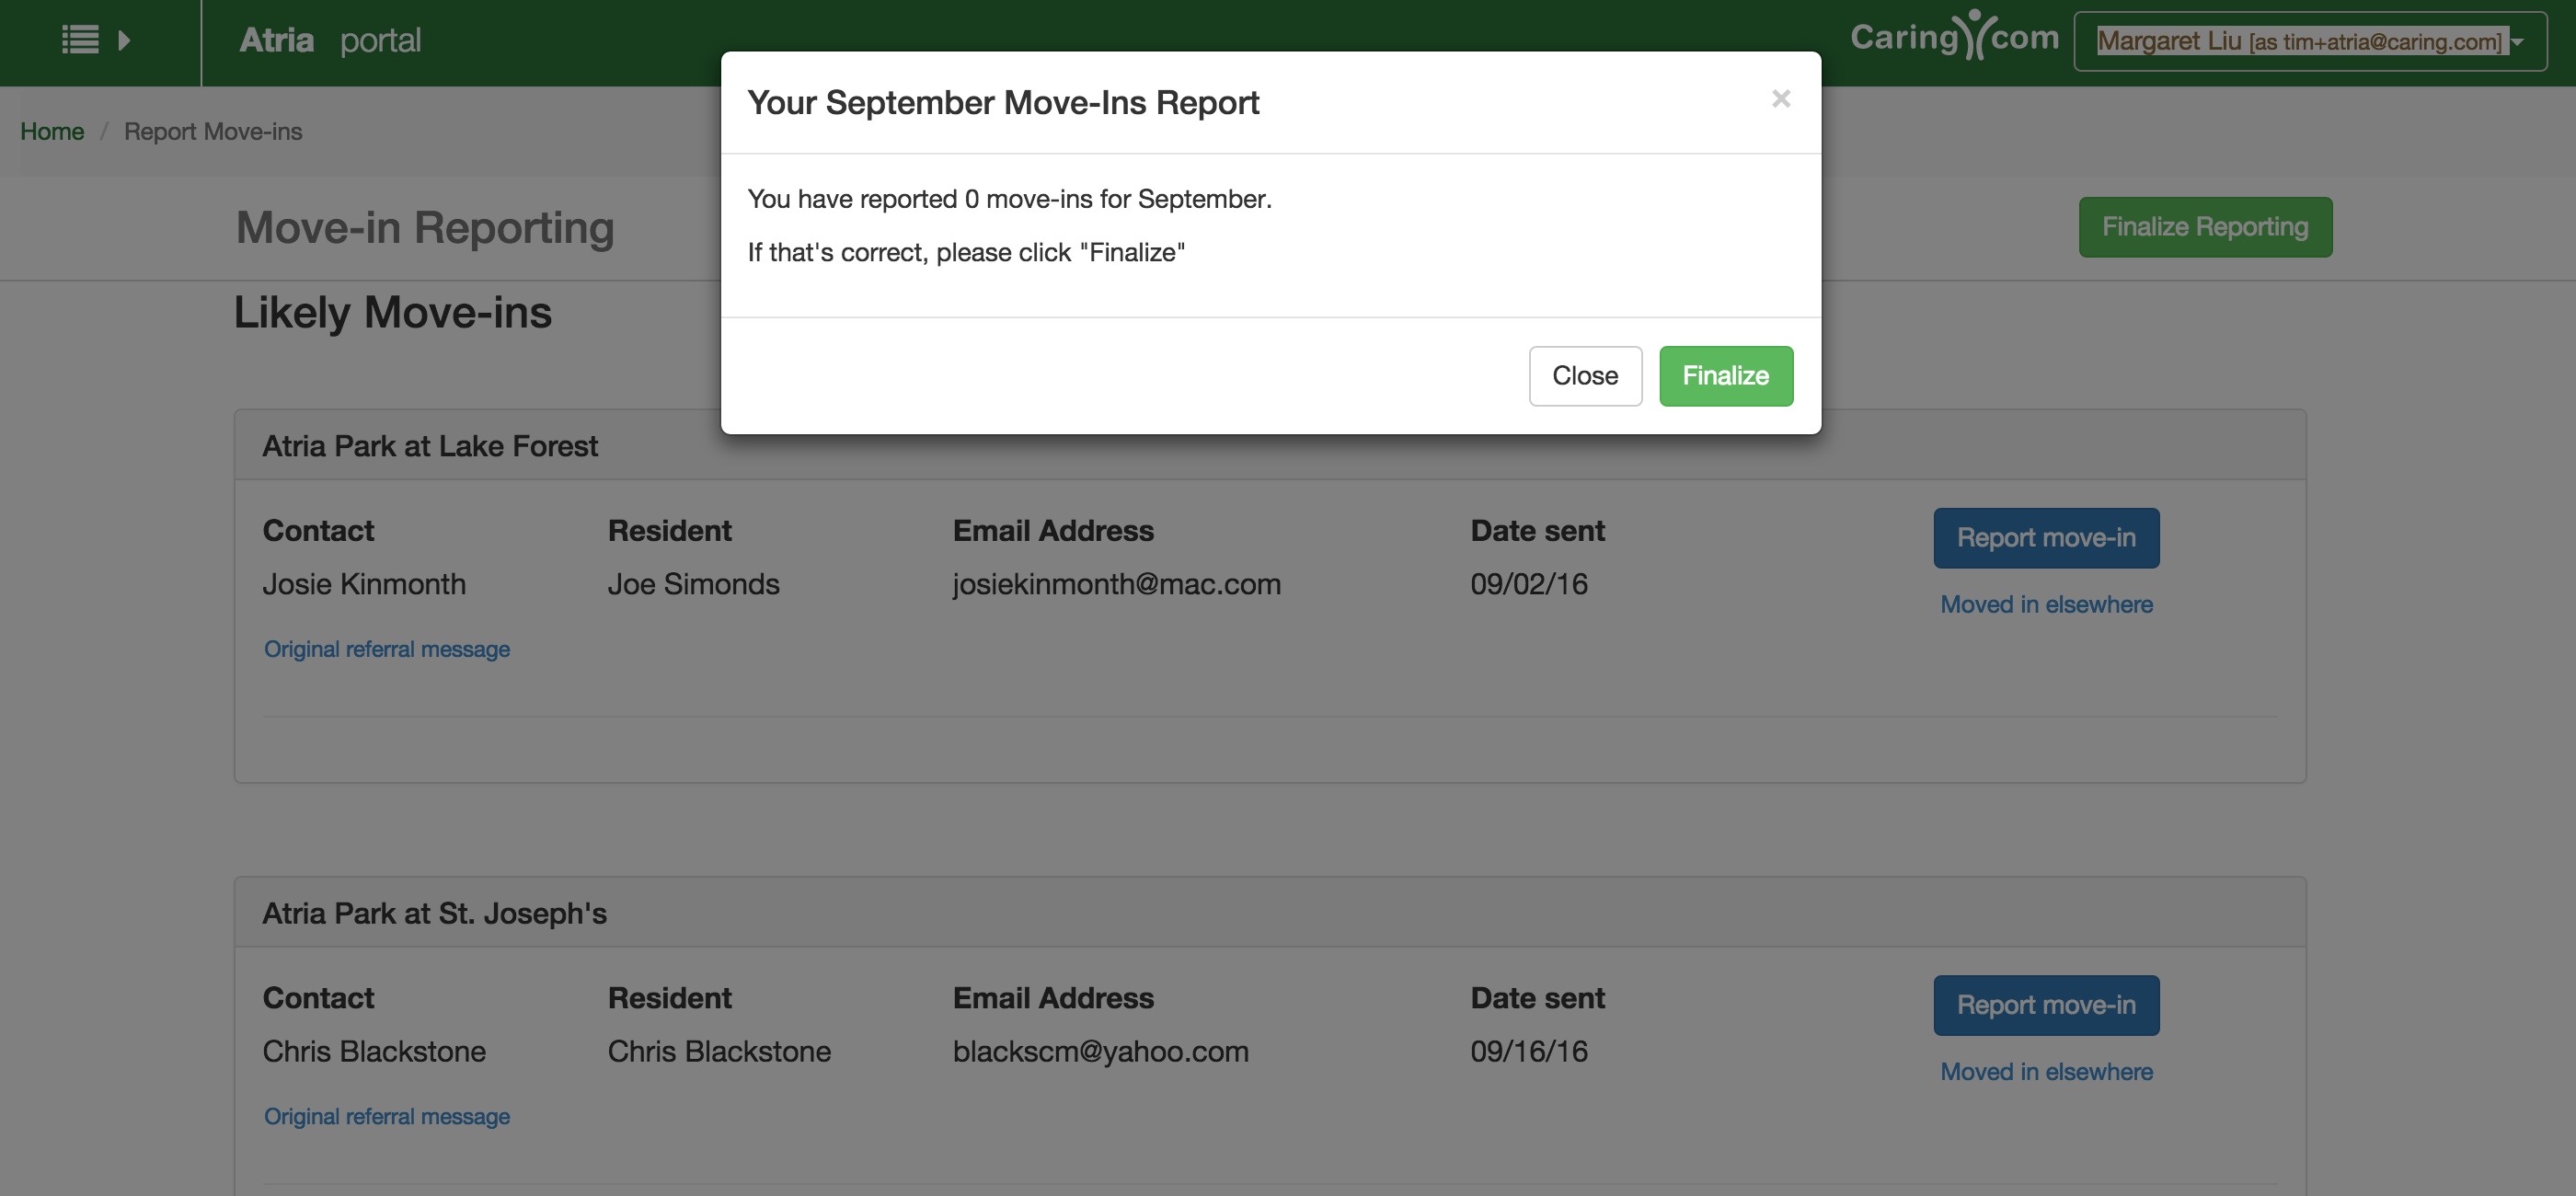 Atria portal
Caring.com
Margaret Liu [as tim+atria@caring.com]
Your September Move-Ins Report
×
Home / Report Move-ins
You have reported 0 move-ins for September.
Move-in Reporting
Finalize Reporting
If that's correct, please click "Finalize"
Likely Move-ins
Close Finalize
Atria Park at Lake Forest
Contact Resident Email Address Date sent
Report move-in
Josie Kinmonth Joe Simonds josiekinmonth@mac.com 09/02/16
Moved in elsewhere
Original referral message
Atria Park at St. Joseph's
Contact Resident Email Address Date sent
Report move-in
Chris Blackstone Chris Blackstone blackscm@yahoo.com 09/16/16
Moved in elsewhere
Original referral message